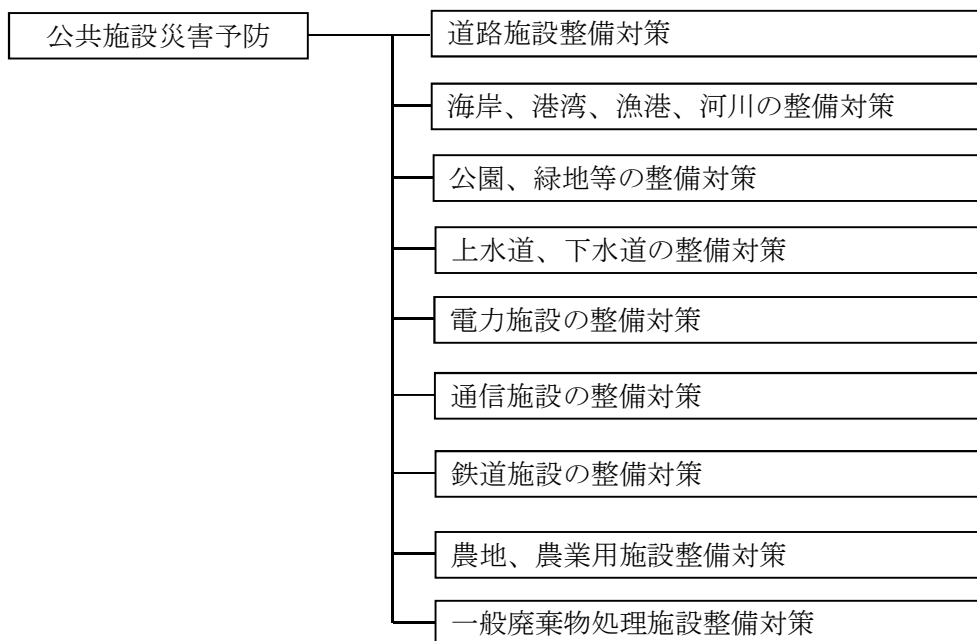 公共施設災害予防
道路施設整備対策
海岸、港湾、漁港、河川の整備対策
公園、緑地等の整備対策
上水道、下水道の整備対策
電力施設の整備対策
通信施設の整備対策
鉄道施設の整備対策
農地、農業用施設整備対策
一般廃棄物処理施設整備対策